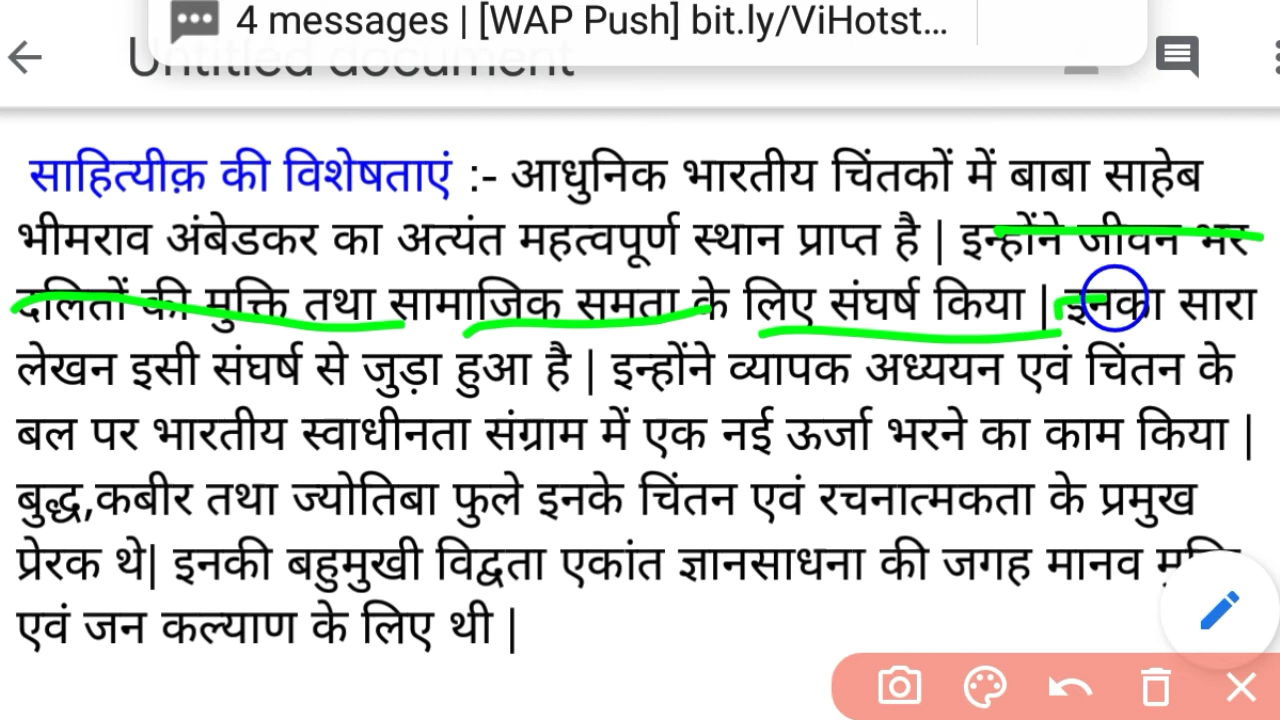 4 messages | [WAP Push] bit.ly/ViHotst...
Untitled document
साहित्यीक़ की विशेषताएं :- आधुनिक भारतीय चिंतकों में बाबा साहेब
भीमराव अंबेडकर का अत्यंत महत्वपूर्ण स्थान प्राप्त है | इन्होंने जीवन भर
दलितों की मुक्ति तथा सामाजिक समता के लिए संघर्ष किया | इनका सारा
लेखन इसी संघर्ष से जुड़ा हुआ है | इन्होंने व्यापक अध्ययन एवं चिंतन के
बल पर भारतीय स्वाधीनता संग्राम में एक नई ऊर्जा भरने का काम किया |
बुद्ध,कबीर तथा ज्योतिबा फुले इनके चिंतन एवं रचनात्मकता के प्रमुख
प्रेरक थे| इनकी बहुमुखी विद्वता एकांत ज्ञानसाधना की जगह मानव
एवं जन कल्याण के लिए थी |